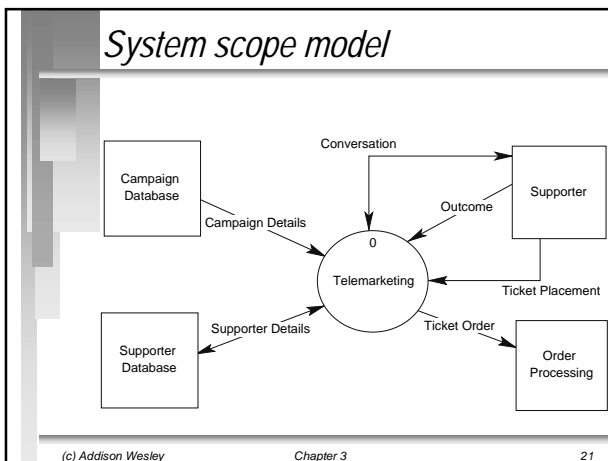 System scope model
Conversation
Campaign
Database
Supporter
Outcome
Campaign Details
0
Telemarketing
Ticket Placement
Supporter Details
Ticket Order
Supporter
Database
Order
Processing
(c) Addison Wesley
Chapter 3
21